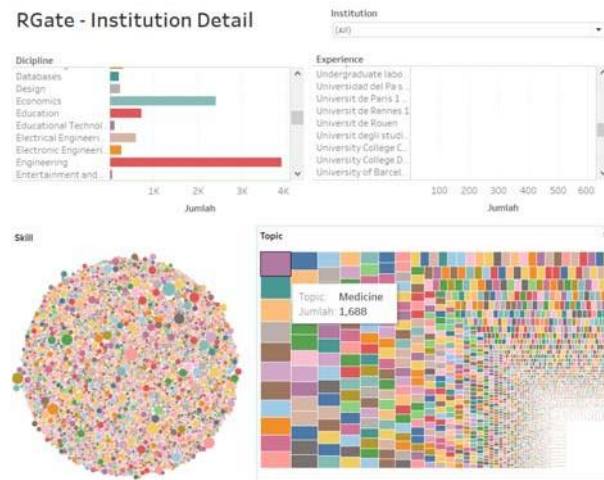 RGate - Institution Detail
Institution
(All)
Dicipline
Databases
Design
Economics
Education
Educational Technol..
Electrical Engineeri..
Electronic Engineeri..
Engineering
Entertainment and..
1K 2K 3K 4K
Jumlah
Experience
Undergraduate labo..
Universidad del Pa s..
Universit de Paris 1 ..
Universit de Rennes 1
Universit de Rouen
Universit degli studi..
University College C..
University College D..
University of Barcel..
100 200 300 400 500 600
Jumlah
Skill
Topic
Topic: Medicine
Jumlah: 1,688